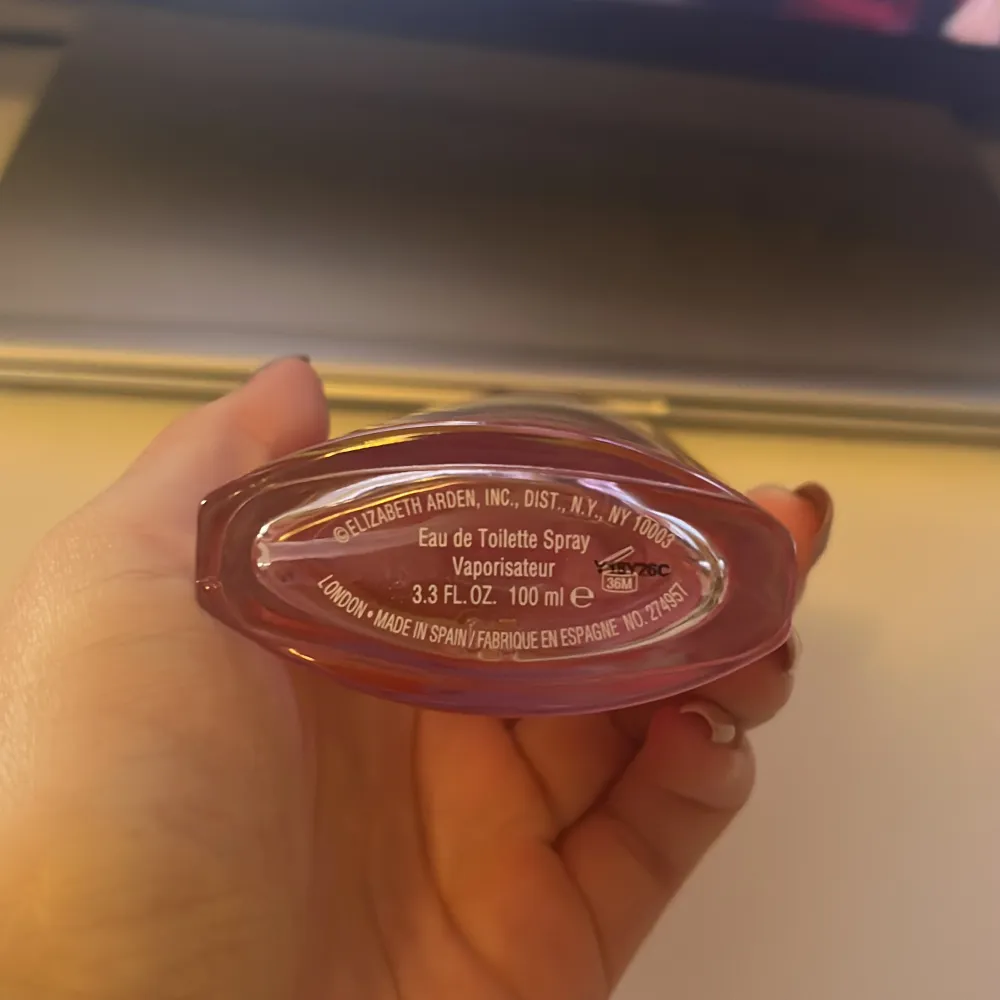 ©ELIZABETH ARDEN, INC., DIST., N.Y., NY 10003
Eau de Toilette Spray
Vaporisateur
3.3 FL.OZ. 100 ml ℮
36M
LONDON • MADE IN SPAIN / FABRIQUE EN ESPAGNE NO. 274957